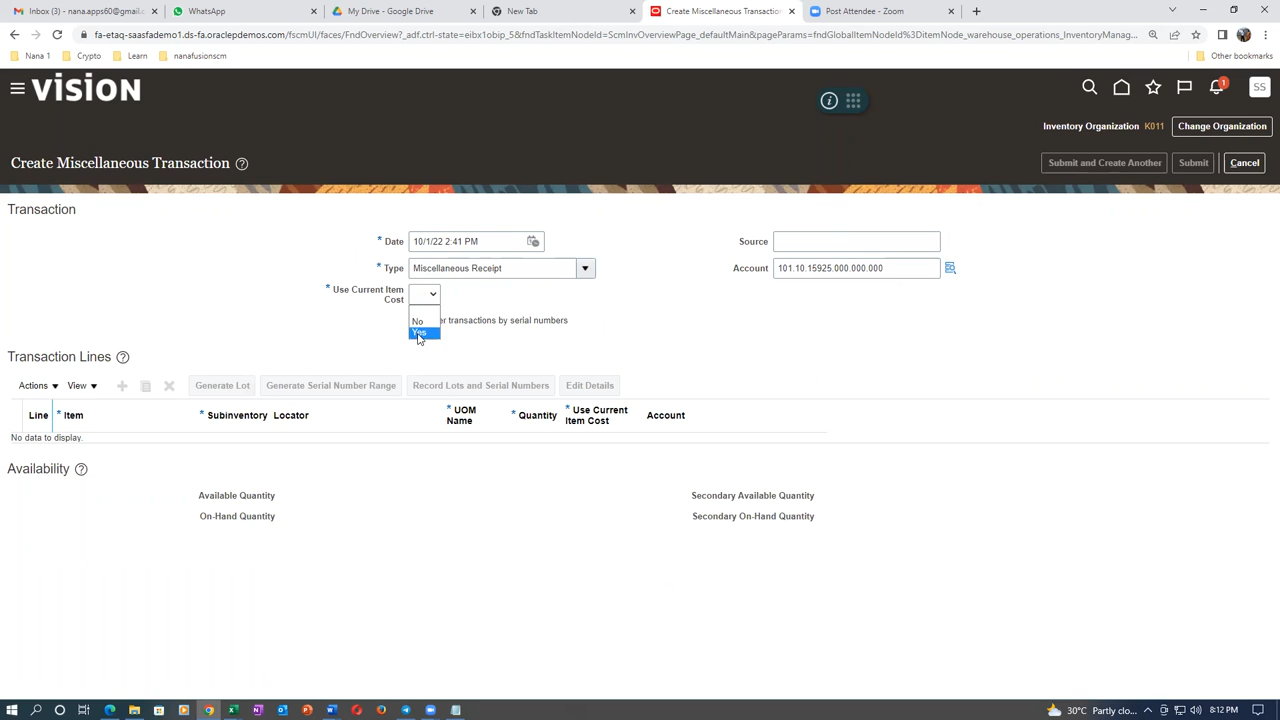 Inbox (3) - nana.apps60@gmail.c
WhatsApp
My Drive - Google Drive
New Tab
Create Miscellaneous Transactio
Post Attendee - Zoom
fa-etaq-saasfademo1.ds-fa.oraclepdemos.com/fscmUI/faces/FndOverview?_adf.ctrl-state=eibx1obip_5&fndTaskItemNodeId=ScmInvOverviewPage_defaultMain&pageParams=fndGlobalItemNodeId%3DitemNode_warehouse_operations_InventoryManag...
Nana 1
Crypto
Learn
nanafusionscm
Other bookmarks
VISION
1
SS
Inventory Organization K011
Change Organization
Create Miscellaneous Transaction
Submit and Create Another
Submit
Cancel
Transaction
* Date 10/1/22 2:41 PM
Source
* Type Miscellaneous Receipt
Account 101.10.15925.000.000.000
* Use Current Item Cost
No
Yes
er transactions by serial numbers
Transaction Lines
Actions
View
Generate Lot
Generate Serial Number Range
Record Lots and Serial Numbers
Edit Details
Line * Item * Subinventory Locator * UOM Name * Quantity * Use Current Item Cost Account
No data to display.
Availability
Available Quantity
Secondary Available Quantity
On-Hand Quantity
Secondary On-Hand Quantity
30°C Partly clo...
8:12 PM